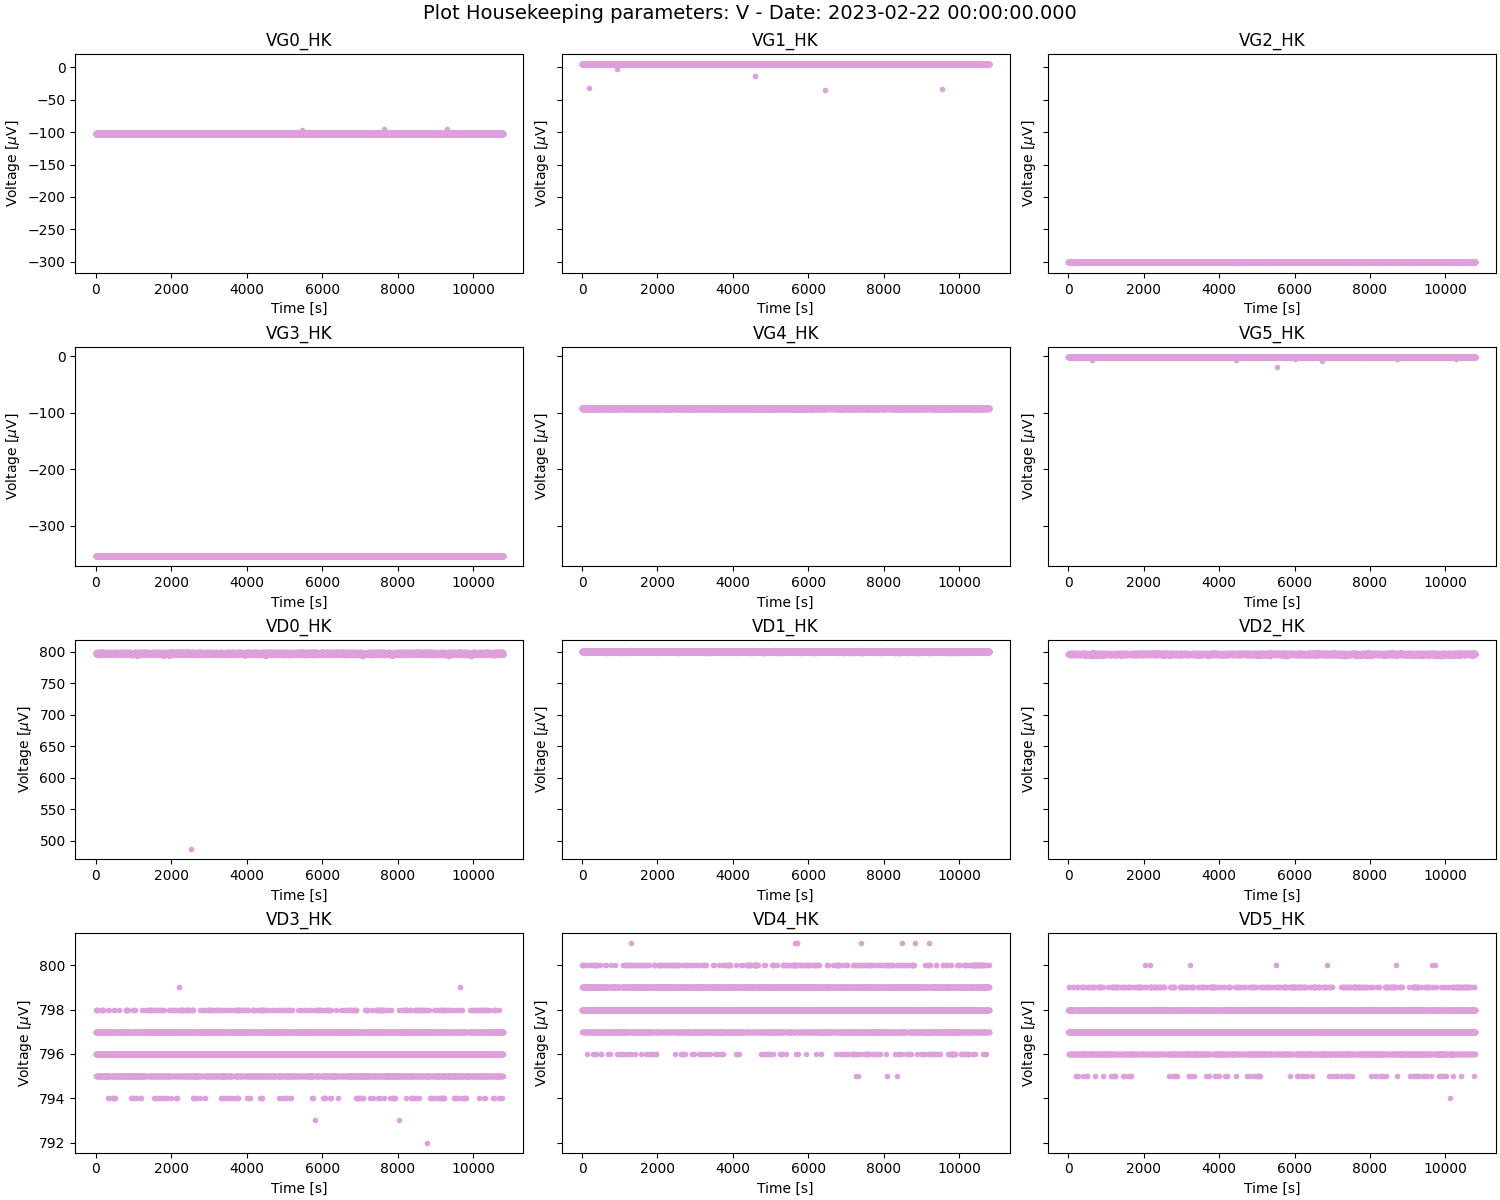 Plot Housekeeping parameters: V - Date: 2023-02-22 00:00:00.000
VG0_HK VG1_HK VG2_HK
Voltage [μV] Voltage [μV] Voltage [μV]
0
−50
−100
−150
−200
−250
−300
0 2000 4000 6000 8000 10000 0 2000 4000 6000 8000 10000 0 2000 4000 6000 8000 10000
Time [s] Time [s] Time [s]
VG3_HK VG4_HK VG5_HK
Voltage [μV] Voltage [μV] Voltage [μV]
0
−100
−200
−300
0 2000 4000 6000 8000 10000 0 2000 4000 6000 8000 10000 0 2000 4000 6000 8000 10000
Time [s] Time [s] Time [s]
VD0_HK VD1_HK VD2_HK
Voltage [μV] Voltage [μV] Voltage [μV]
800
750
700
650
600
550
500
0 2000 4000 6000 8000 10000 0 2000 4000 6000 8000 10000 0 2000 4000 6000 8000 10000
Time [s] Time [s] Time [s]
VD3_HK VD4_HK VD5_HK
Voltage [μV] Voltage [μV] Voltage [μV]
800
798
796
794
792
0 2000 4000 6000 8000 10000 0 2000 4000 6000 8000 10000 0 2000 4000 6000 8000 10000
Time [s] Time [s] Time [s]